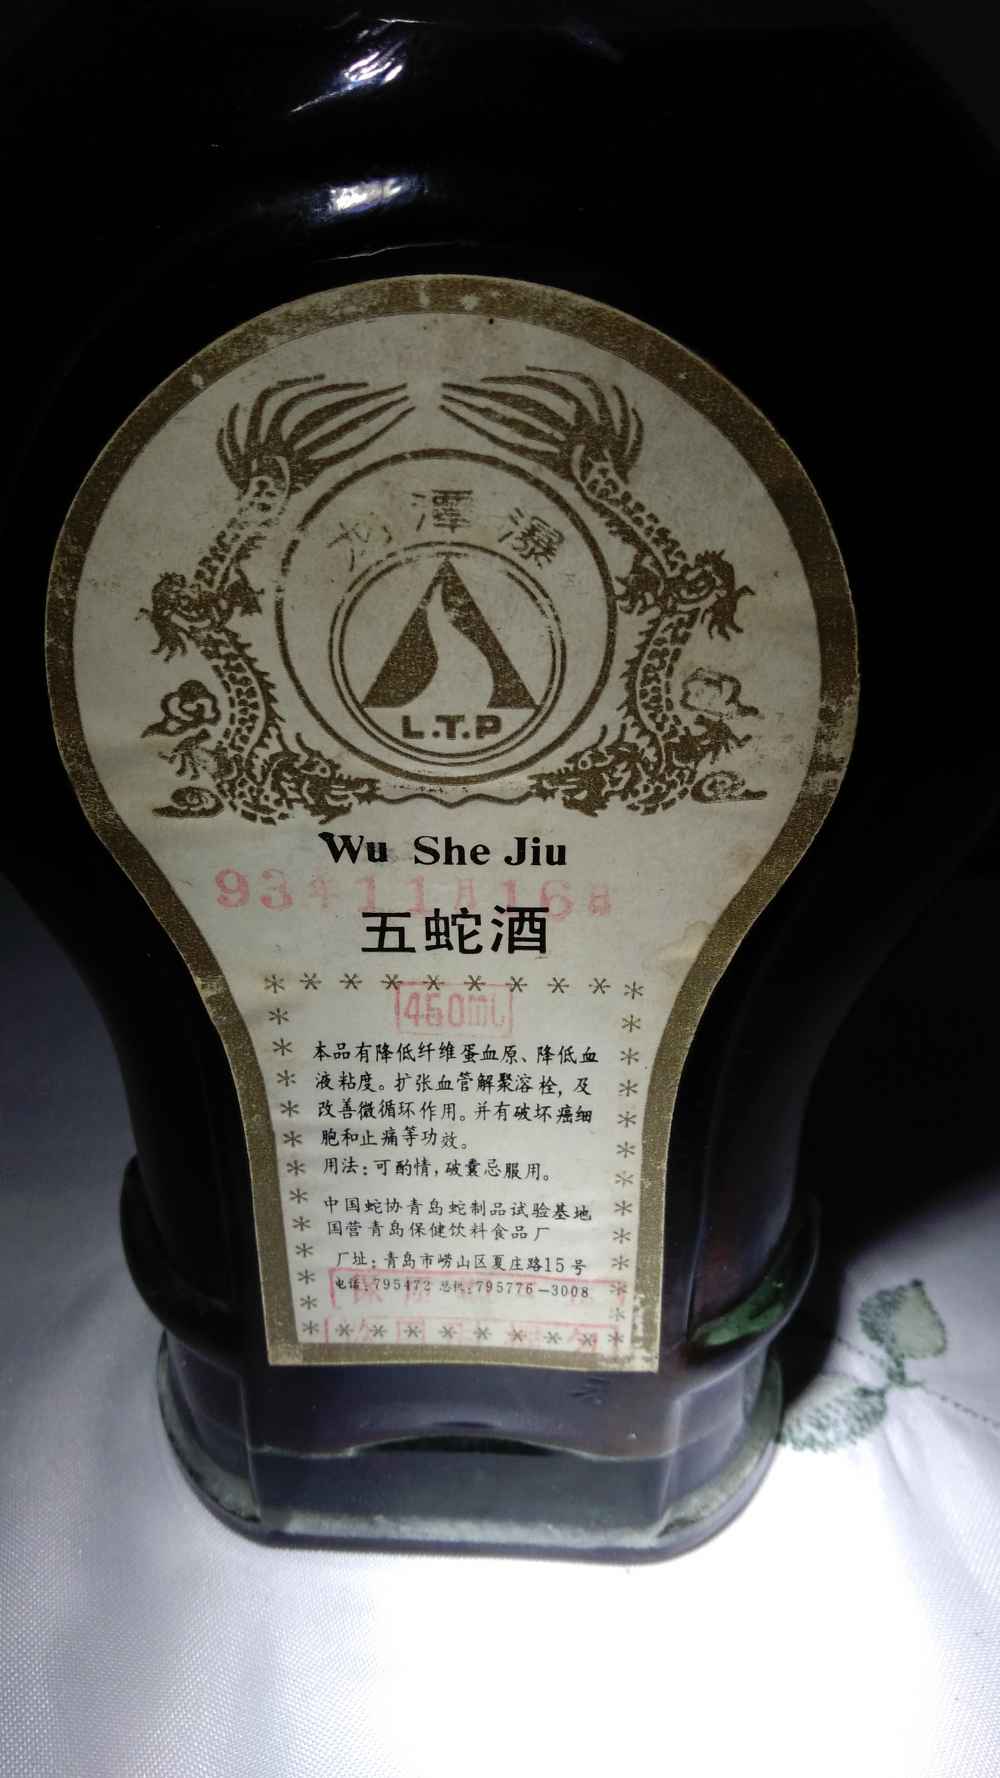 龙潭瀑
L.T.P
Wu She Jiu
93年11月16日
五蛇酒
450ml
本品有降低纤维蛋血原、降低血
液粘度。扩张血管解聚溶栓，及
改善微循环作用。并有破坏癌细
胞和止痛等功效。
用法：可酌情，破囊忌服用。
中国蛇协青岛蛇制品试验基地
国营青岛保健饮料食品厂
厂址：青岛市崂山区夏庄路15号
电话：795472 总机：795776—3008